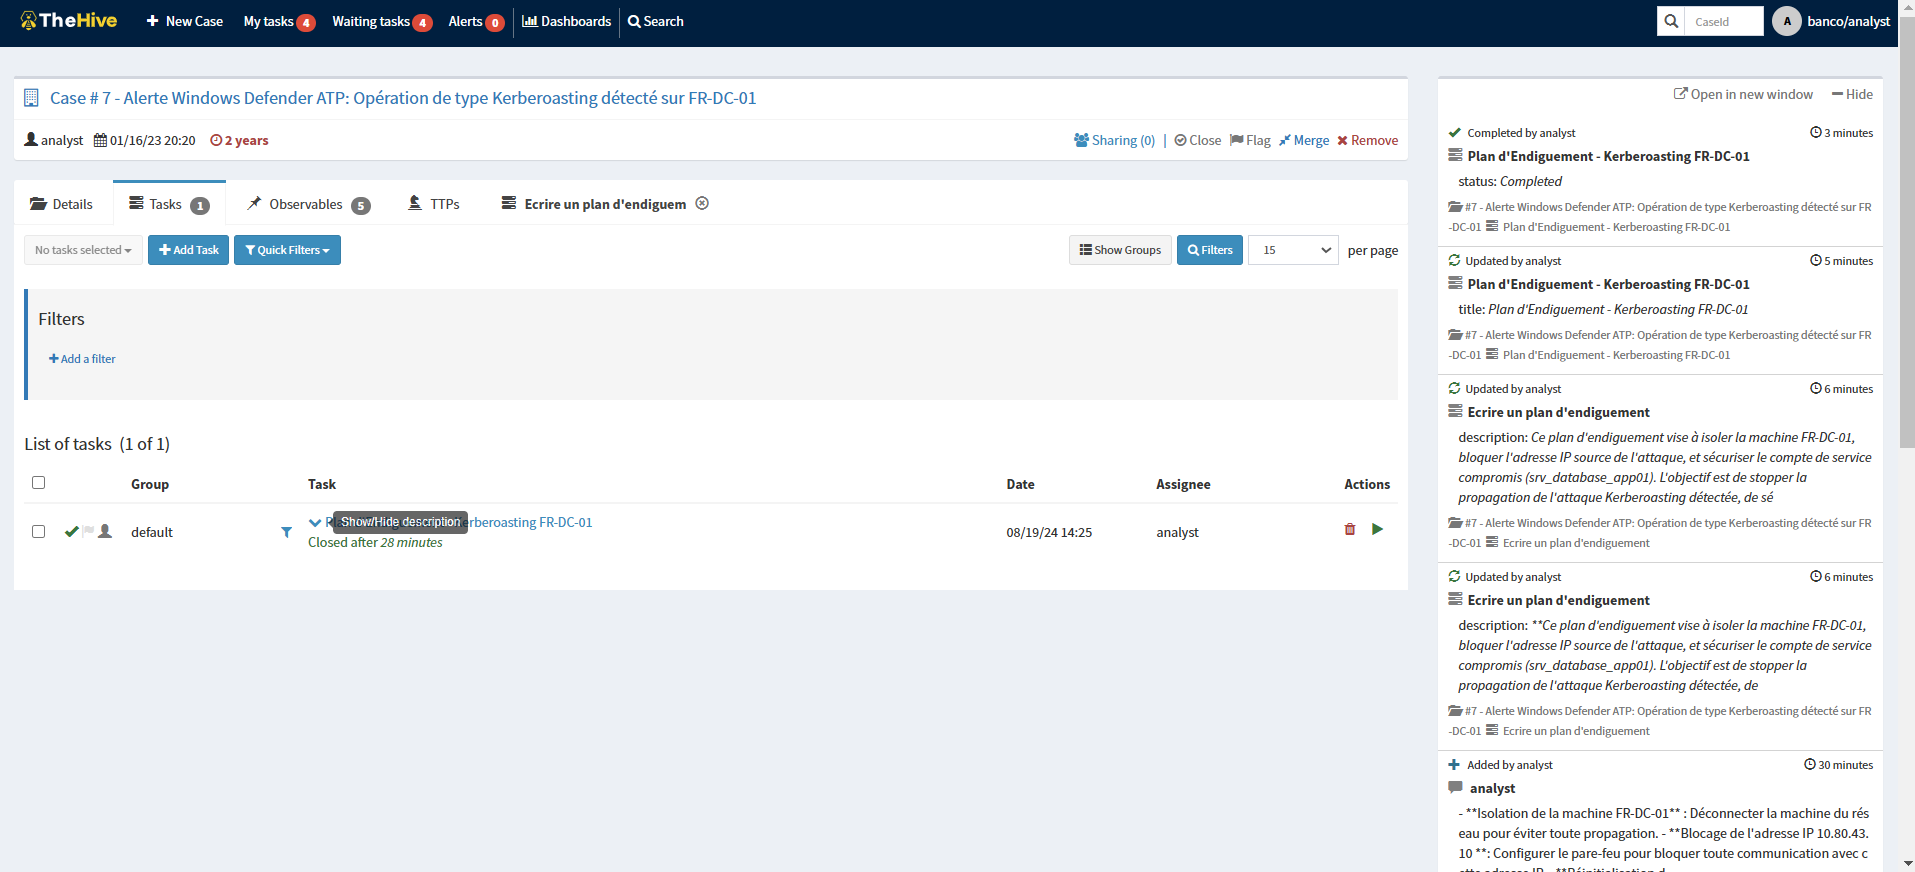 TheHive
New Case
My tasks 4
Waiting tasks 4
Alerts 0
Dashboards
Search
CaseId
A
banco/analyst
Case # 7 - Alerte Windows Defender ATP: Opération de type Kerberoasting détecté sur FR-DC-01
analyst 01/16/23 20:20 2 years
Sharing (0) | Close Flag Merge Remove
Details
Tasks 1
Observables 5
TTPs
Ecrire un plan d'endiguem
No tasks selected
Add Task
Quick Filters
Show Groups
Filters
15
per page
Filters
Add a filter
List of tasks (1 of 1)
Group Task Date Assignee Actions
default
Show/Hide description
erberoasting FR-DC-01
Closed after 28 minutes
08/19/24 14:25
analyst
Open in new window Hide
Completed by analyst 3 minutes
Plan d'Endiguement - Kerberoasting FR-DC-01
status: Completed
#7 - Alerte Windows Defender ATP: Opération de type Kerberoasting détecté sur FR
-DC-01 Plan d'Endiguement - Kerberoasting FR-DC-01
Updated by analyst 5 minutes
Plan d'Endiguement - Kerberoasting FR-DC-01
title: Plan d'Endiguement - Kerberoasting FR-DC-01
#7 - Alerte Windows Defender ATP: Opération de type Kerberoasting détecté sur FR
-DC-01 Plan d'Endiguement - Kerberoasting FR-DC-01
Updated by analyst 6 minutes
Ecrire un plan d'endiguement
description: Ce plan d'endiguement vise à isoler la machine FR-DC-01,
bloquer l'adresse IP source de l'attaque, et sécuriser le compte de service
compromis (srv_database_app01). L'objectif est de stopper la
propagation de l'attaque Kerberoasting détectée, de sé
#7 - Alerte Windows Defender ATP: Opération de type Kerberoasting détecté sur FR
-DC-01 Ecrire un plan d'endiguement
Updated by analyst 6 minutes
Ecrire un plan d'endiguement
description: **Ce plan d'endiguement vise à isoler la machine FR-DC-01,
bloquer l'adresse IP source de l'attaque, et sécuriser le compte de service
compromis (srv_database_app01). L'objectif est de stopper la
propagation de l'attaque Kerberoasting détectée, de
#7 - Alerte Windows Defender ATP: Opération de type Kerberoasting détecté sur FR
-DC-01 Ecrire un plan d'endiguement
Added by analyst 30 minutes
analyst
- **Isolation de la machine FR-DC-01** : Déconnecter la machine du rés
eau pour éviter toute propagation. - **Blocage de l'adresse IP 10.80.43.
10 **: Configurer le pare-feu pour bloquer toute communication avec c